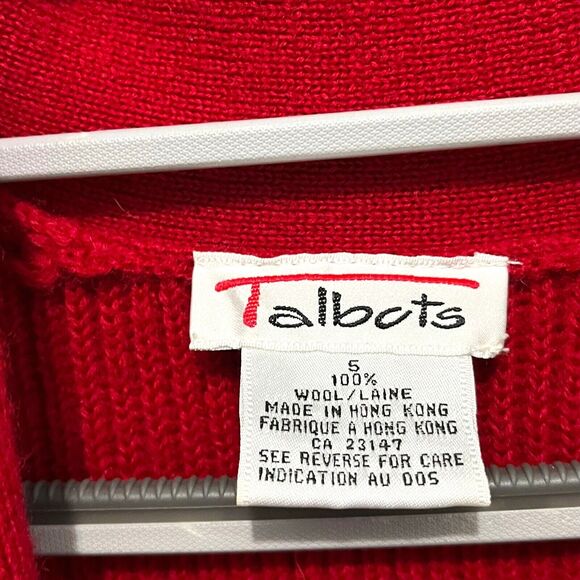 Talbots
S
100%
WOOL/LAINE
MADE IN HONG KONG
FABRIQUE A HONG KONG
CA 23147
SEE REVERSE FOR CARE
INDICATION AU DOS